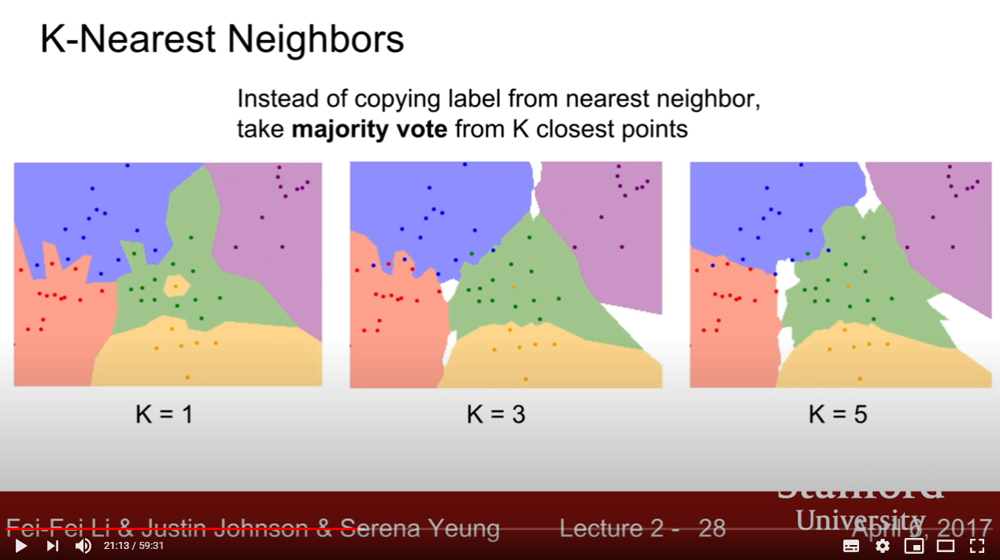 K-Nearest Neighbors
Instead of copying label from nearest neighbor,
take majority vote from K closest points
K = 1
K = 3
K = 5
Stanford
University
Fei-Fei Li & Justin Johnson & Serena Yeung
Lecture 2 - 28
April 6, 2017
21:13 / 59:31